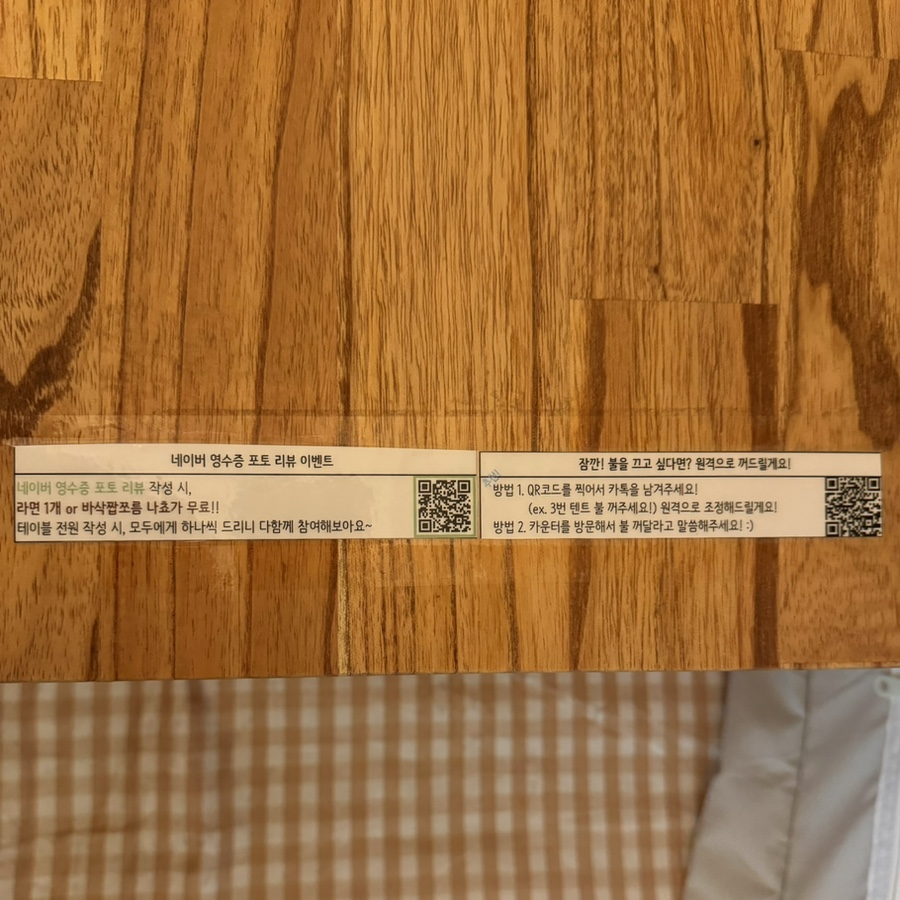 네이버 영수증 포토 리뷰 이벤트
네이버 영수증 포토 리뷰 작성 시,
라면 1개 or 바삭짭쪼름 나쵸가 무료!!
테이블 전원 작성 시, 모두에게 하나씩 드리니 다함께 참여해보아요~
잠깐! 불을 끄고 싶다면? 원격으로 꺼드릴게요!
방법 1. QR코드를 찍어서 카톡을 남겨주세요!
(ex. 3번 텐트 불 꺼주세요!) 원격으로 조정해드릴게요!
방법 2. 카운터를 방문해서 불 꺼달라고 말씀해주세요! :)